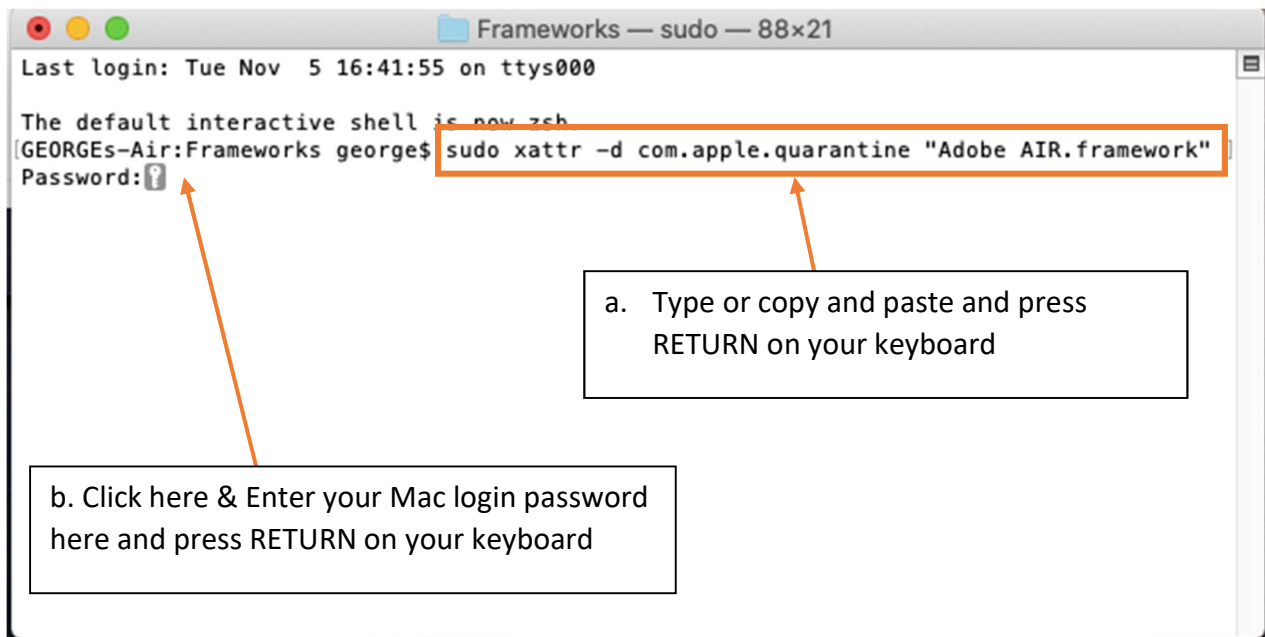 Frameworks — sudo — 88×21
Last login: Tue Nov  5 16:41:55 on ttys000
The default interactive shell is now zsh.
[GEORGEs-Air:Frameworks george$ sudo xattr -d com.apple.quarantine "Adobe AIR.framework" ]
Password:
a. Type or copy and paste and press
RETURN on your keyboard
b. Click here & Enter your Mac login password
here and press RETURN on your keyboard